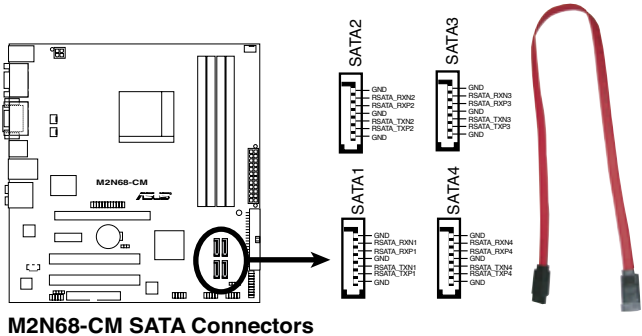 SATA2
GND
RSATA_RXN2
RSATA_RXP2
GND
RSATA_TXN2
RSATA_TXP2
GND
SATA3
GND
RSATA_RXN3
RSATA_RXP3
GND
RSATA_TXN3
RSATA_TXP3
GND
M2N68-CM
ASUS
SATA1
GND
RSATA_RXN1
RSATA_RXP1
GND
RSATA_TXN1
RSATA_TXP1
GND
SATA4
GND
RSATA_RXN4
RSATA_RXP4
GND
RSATA_TXN4
RSATA_TXP4
GND
M2N68-CM SATA Connectors